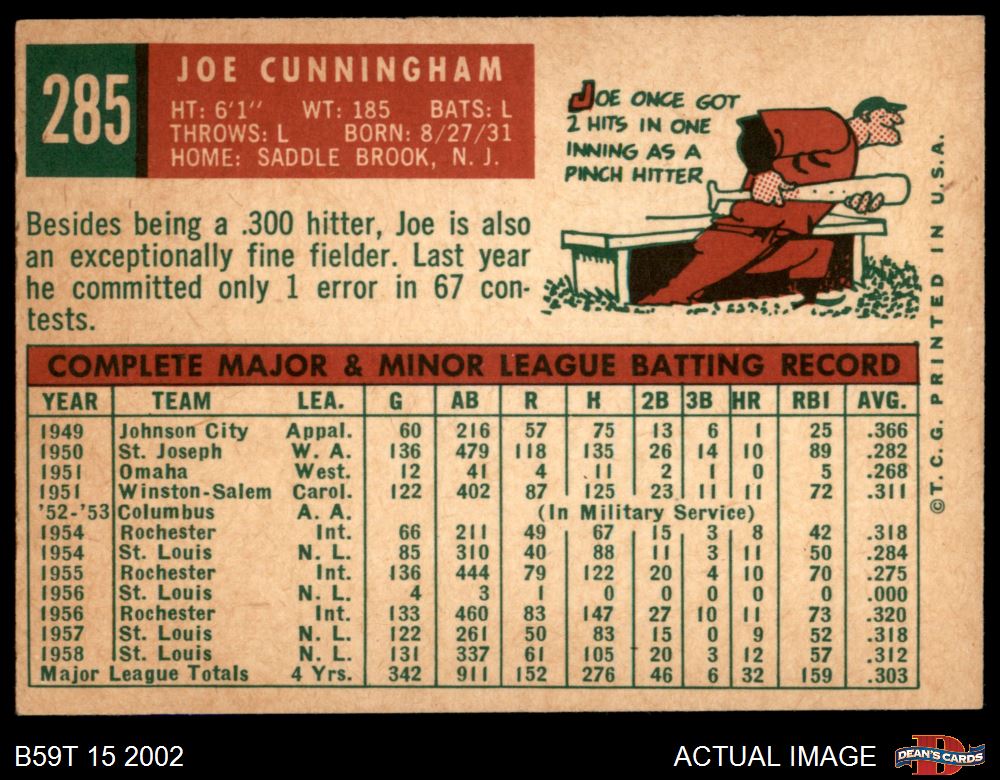 285
JOE CUNNINGHAM
HT: 6'1" WT: 185 BATS: L
THROWS: L BORN: 8/27/31
HOME: SADDLE BROOK, N. J.
JOE ONCE GOT
2 HITS IN ONE
INNING AS A
PINCH HITTER
Besides being a .300 hitter, Joe is also
an exceptionally fine fielder. Last year
he committed only 1 error in 67 con-
tests.
COMPLETE MAJOR & MINOR LEAGUE BATTING RECORD
YEAR TEAM LEA. G AB R H 2B 3B HR RBI AVG.
1949 Johnson City Appal. 60 216 57 75 13 6 1 25 .366
1950 St. Joseph W. A. 136 479 118 135 26 14 10 89 .282
1951 Omaha West. 12 41 4 11 2 1 0 5 .268
1951 Winston-Salem Carol. 122 402 87 125 23 11 11 72 .311
'52-'53 Columbus A. A. (In Military Service)
1954 Rochester Int. 66 211 49 67 15 3 8 42 .318
1954 St. Louis N. L. 85 310 40 88 11 3 11 50 .284
1955 Rochester Int. 136 444 79 122 20 4 10 70 .275
1956 St. Louis N. L. 4 3 1 0 0 0 0 0 .000
1956 Rochester Int. 133 460 83 147 27 10 11 73 .320
1957 St. Louis N. L. 122 261 50 83 15 0 9 52 .318
1958 St. Louis N. L. 131 337 61 105 20 3 12 57 .312
Major League Totals 4 Yrs. 342 911 152 276 46 6 32 159 .303
© T. C. G. PRINTED IN U.S.A.
B59T 15 2002
ACTUAL IMAGE
DEAN'S CARDS